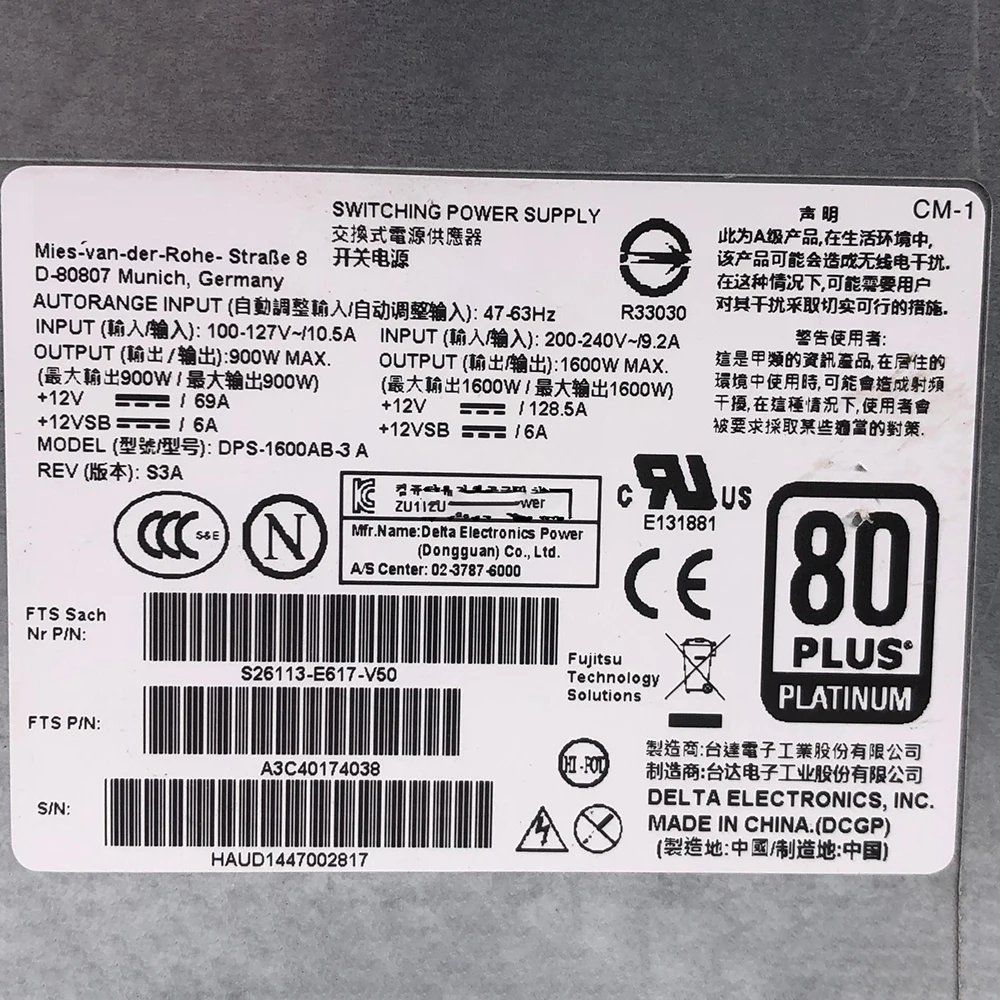 SWITCHING POWER SUPPLY
交換式電源供應器
开关电源
Mies-van-der-Rohe- Straße 8
D-80807 Munich, Germany
AUTORANGE INPUT (自動調整輸入/自动调整输入): 47-63Hz
INPUT (輸入/输入): 100-127V~/10.5A
OUTPUT (輸出/输出):900W MAX.
(最大輸出900W / 最大输出900W)
+12V / 69A
+12VSB / 6A
INPUT (輸入/输入): 200-240V~/9.2A
OUTPUT (輸出/输出):1600W MAX.
(最大輸出1600W / 最大输出1600W)
+12V / 128.5A
+12VSB / 6A
MODEL (型號/型号): DPS-1600AB-3 A
REV (版本): S3A
R33030
CM-1
声 明
此为A级产品,在生活环境中,
该产品可能会造成无线电干扰.
在这种情况下,可能需要用户
对其干扰采取切实可行的措施.
警告使用者:
這是甲類的資訊產品,在居住的
環境中使用時,可能會造成射頻
干擾,在這種情況下,使用者會
被要求採取某些適當的對策.
CCC S&E
N
KC
wer
Mfr.Name:Delta Electronics Power
(Dongguan) Co., Ltd.
A/S Center: 02-3787-6000
c RU US
E131881
CE
80
PLUS®
PLATINUM
FTS Sach
Nr P/N:
S26113-E617-V50
Fujitsu
Technology
Solutions
FTS P/N:
A3C40174038
S/N:
HAUD1447002817
HI-POT
製造商:台達電子工業股份有限公司
制造商:台达电子工业股份有限公司
DELTA ELECTRONICS, INC.
MADE IN CHINA.(DCGP)
(製造地:中國/制造地:中国)